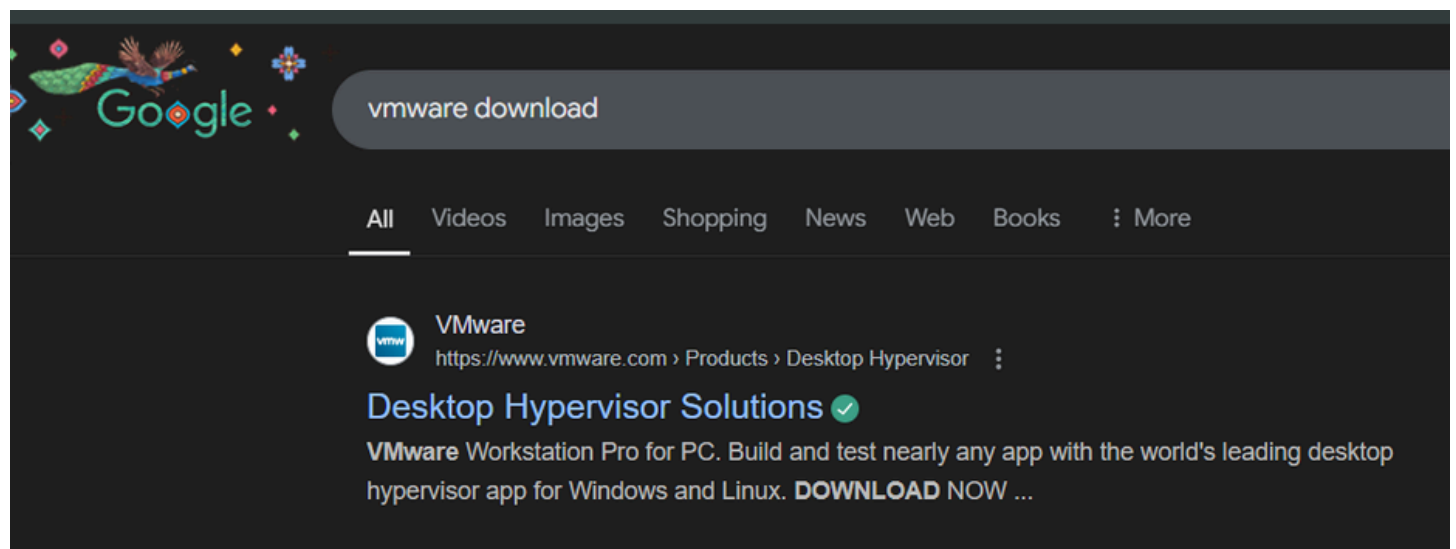 Google
vmware download
All Videos Images Shopping News Web Books ⋮ More
vmw
VMware
https://www.vmware.com › Products › Desktop Hypervisor ⋮
Desktop Hypervisor Solutions
VMware Workstation Pro for PC. Build and test nearly any app with the world's leading desktop
hypervisor app for Windows and Linux. DOWNLOAD NOW ...